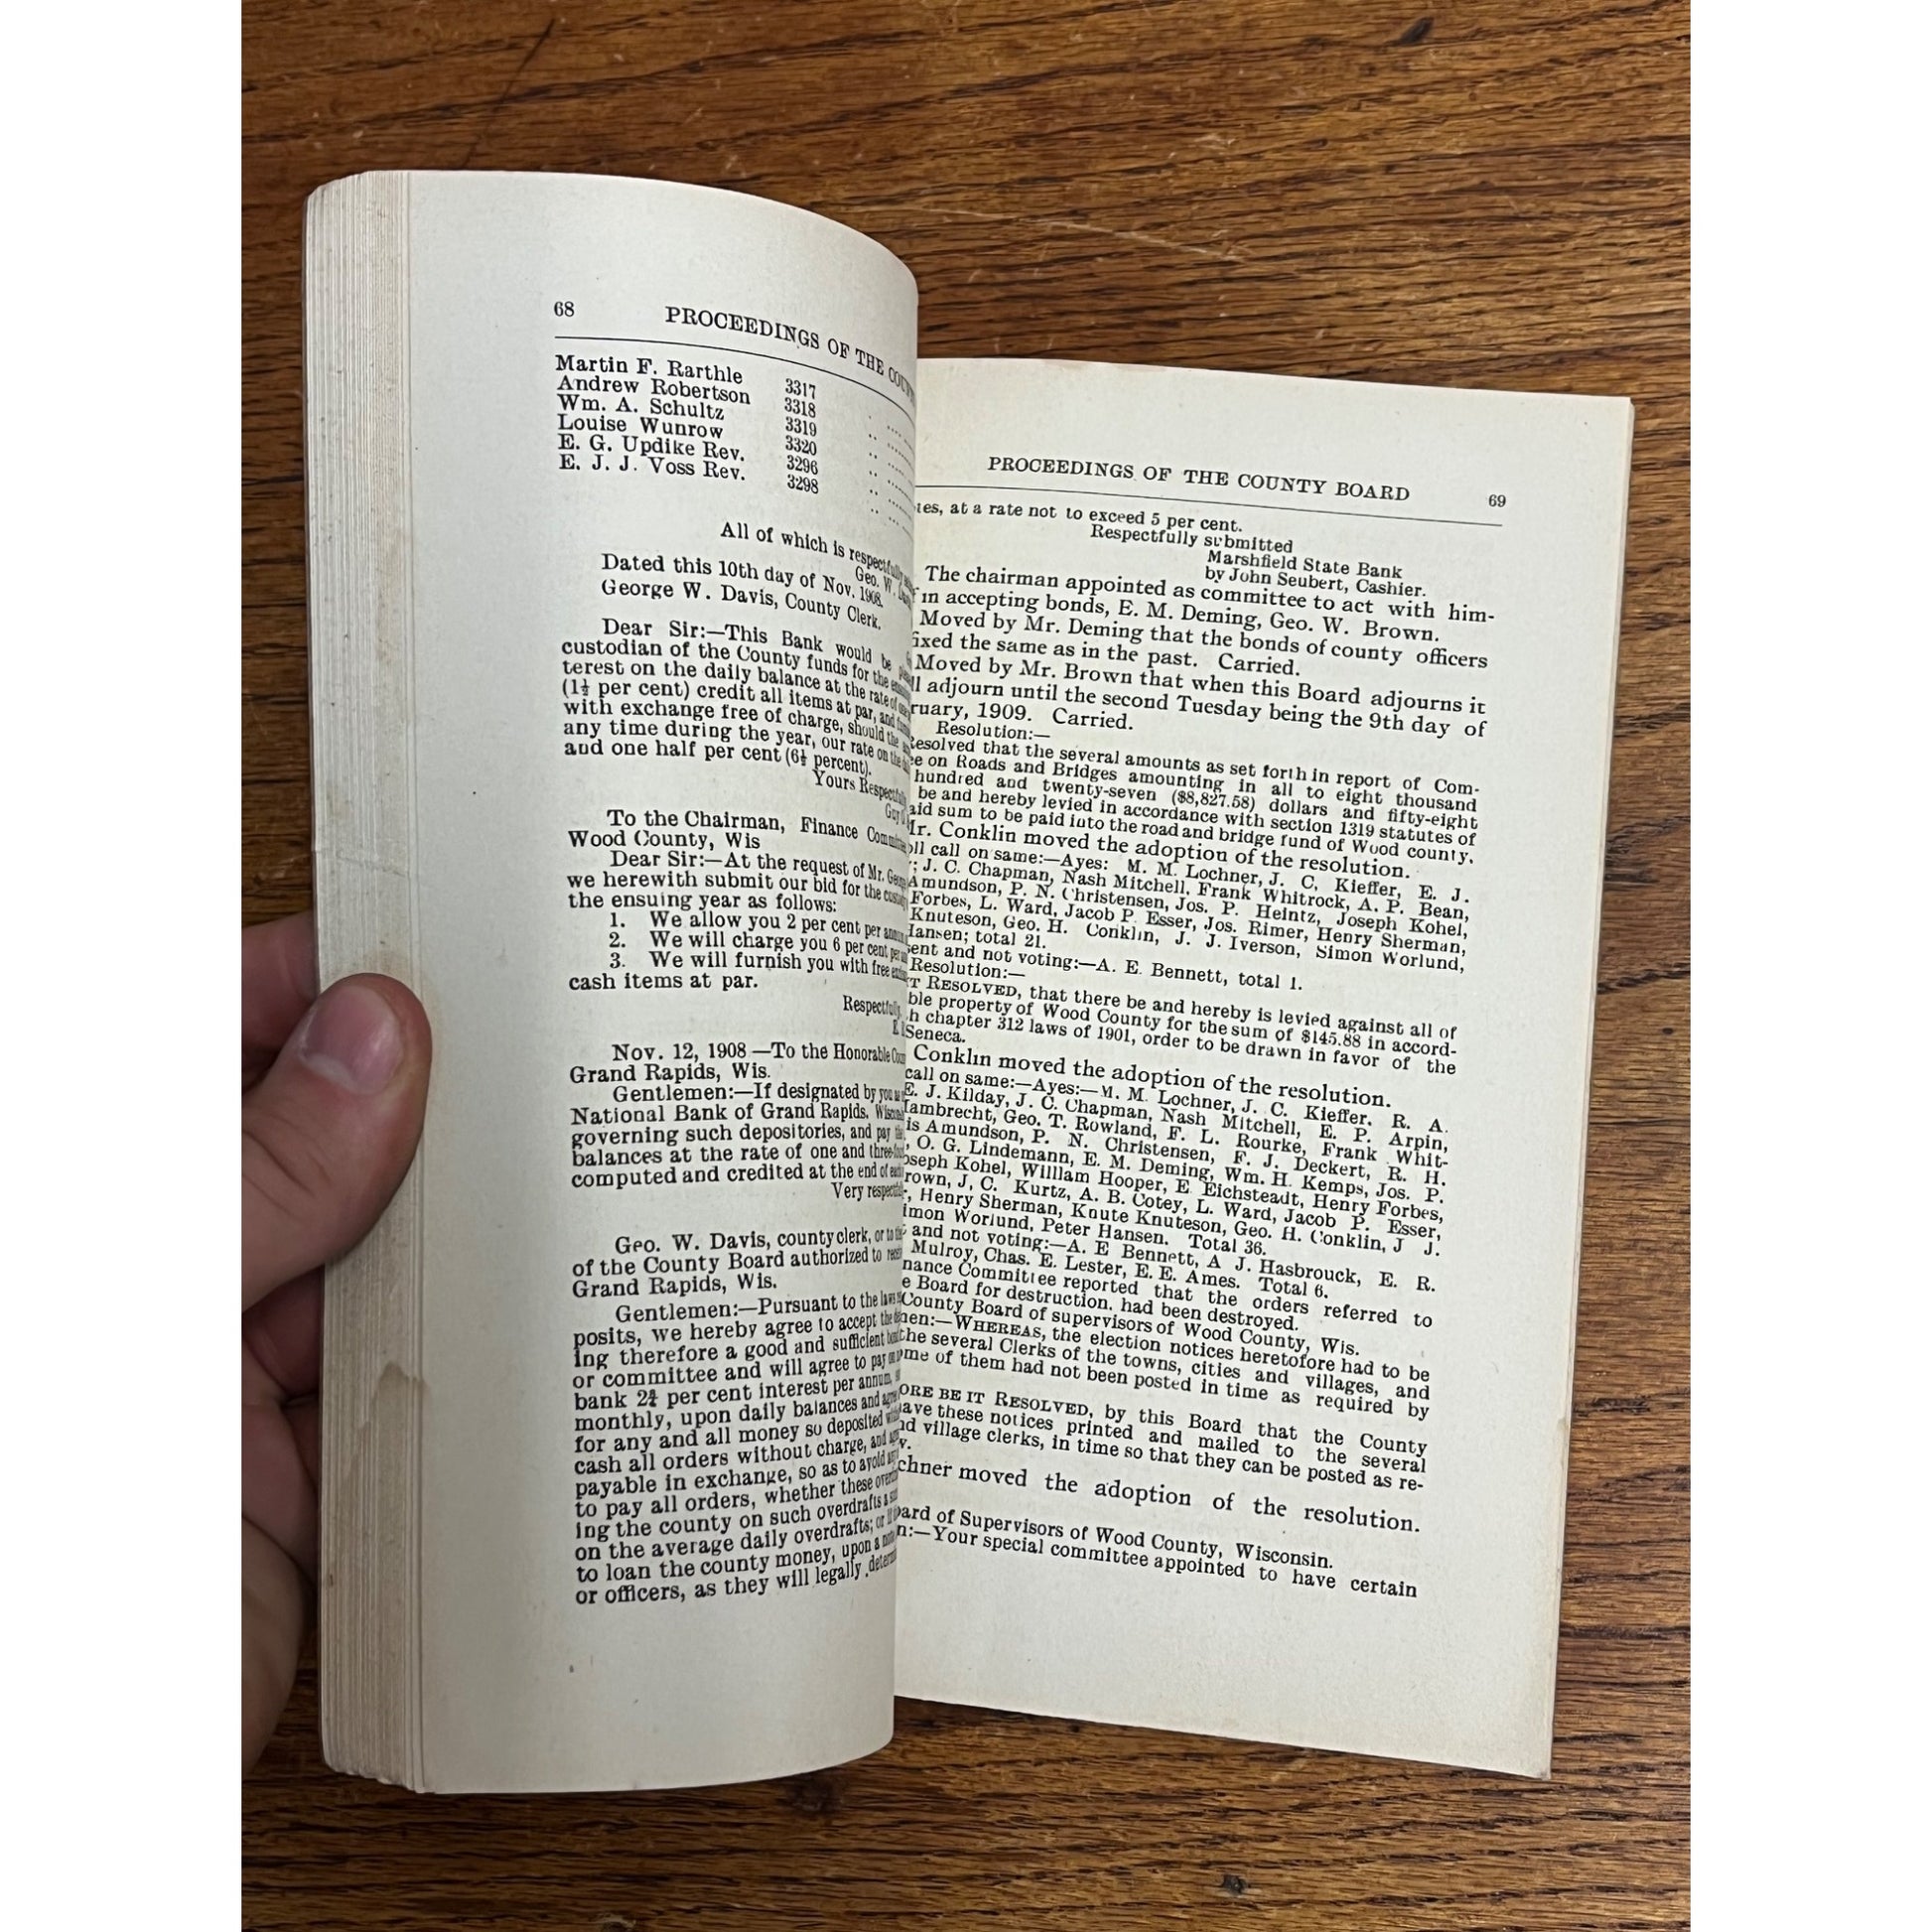 68 PROCEEDINGS OF THE
Martin F. Rarthle 3317
Andrew Robertson 3318
Wm. A. Schultz 3319
Louise Wunrow 3320
E. G. Updike Rev. 3296
E. J. J. Voss Rev. 3298
All of which is respectfully
Geo. W.
Dated this 10th day of Nov. 1908.
George W. Davis, County Clerk.
Dear Sir:—This Bank would be
custodian of the County funds for the
terest on the daily balance at the rate of
(1½ per cent) credit all items at par, and
with exchange free of charge, should the
any time during the year, our rate on the
and one half per cent (6½ percent).
Yours Respectfully
To the Chairman, Finance
Wood County, Wis
Dear Sir:—At the request of Mr.
we herewith submit our bid for the
the ensuing year as follows:
1. We allow you 2 per cent per
2. We will charge you 6 per cent
3. We will furnish you with free
cash items at par.
Respectfully,
Nov. 12, 1908 —To the Honorable
Grand Rapids, Wis.
Gentlemen:—If designated by you
National Bank of Grand Rapids,
governing such depositories, and pay
balances at the rate of one and
computed and credited at the end of
Very
Geo. W. Davis, county clerk, or to
of the County Board authorized to
Grand Rapids, Wis.
Gentlemen:—Pursuant to the
posits, we hereby agree to accept
ing therefore a good and sufficient
or committee and will agree to pay
bank 2¾ per cent interest per annum,
monthly, upon daily balances and
for any and all money so deposited
cash all orders without charge, and
payable in exchange, so as to avoid
to pay all orders, whether these
ing the county on such overdrafts
on the average daily overdrafts; or
to loan the county money, upon a
or officers, as they will legally
PROCEEDINGS OF THE COUNTY BOARD 69
at a rate not to exceed 5 per cent.
Respectfully submitted
Marshfield State Bank
by John Seubert, Cashier.
The chairman appointed as committee to act with him-
in accepting bonds, E. M. Deming, Geo. W. Brown.
Moved by Mr. Deming that the bonds of county officers
fixed the same as in the past. Carried.
Moved by Mr. Brown that when this Board adjourns it
adjourn until the second Tuesday being the 9th day of
ruary, 1909. Carried.
Resolution:—
Resolved that the several amounts as set forth in report of Com-
on Roads and Bridges amounting in all to eight thousand
hundred and twenty-seven ($8,827.58) dollars and fifty-eight
be and hereby levied in accordance with section 1319 statutes of
sum to be paid into the road and bridge fund of Wood county.
Mr. Conklin moved the adoption of the resolution.
call on same:—Ayes: M. M. Lochner, J. C. Kieffer, E. J.
J. C. Chapman, Nash Mitchell, Frank Whitrock, A. P. Bean,
Amundson, P. N. Christensen, Jos. P. Heintz, Joseph Kohel,
Forbes, L. Ward, Jacob P. Esser, Jos. Rimer, Henry Sherman,
Knuteson, Geo. H. Conklin, J. J. Iverson, Simon Worlund,
Hansen; total 21.
and not voting:—A. E. Bennett, total 1.
Resolution:—
RESOLVED, that there be and hereby is levied against all of
property of Wood County for the sum of $145.88 in accord-
chapter 312 laws of 1901, order to be drawn in favor of the
Seneca.
Conklin moved the adoption of the resolution.
call on same:—Ayes:—M. M. Lochner, J. C. Kieffer, R. A.
E. J. Kilday, J. C. Chapman, Nash Mitchell, E. P. Arpin,
Hambrecht, Geo. T. Rowland, F. L. Rourke, Frank Whit-
Amundson, P. N. Christensen, F. J. Deckert, R. H.
O. G. Lindemann, E. M. Deming, Wm. H. Kemps, Jos. P.
Joseph Kohel, Willlam Hooper, E. Eichsteadt, Henry Forbes,
Brown, J. C. Kurtz, A. B. Cotey, L. Ward, Jacob P. Esser,
Henry Sherman, Knute Knuteson, Geo. H. Conklin, J J.
Simon Worlund, Peter Hansen. Total 36.
and not voting:—A. E Bennett, A J. Hasbrouck, E. R.
Mulroy, Chas. E. Lester, E. E. Ames. Total 6.
nance Committee reported that the orders referred to
Board for destruction. had been destroyed.
County Board of supervisors of Wood County, Wis.
WHEREAS, the election notices heretofore had to be
the several Clerks of the towns, cities and villages, and
of them had not been posted in time as required by
ORE BE IT RESOLVED, by this Board that the County
these notices printed and mailed to the several
village clerks, in time so that they can be posted as re-
chner moved the adoption of the resolution.
of Supervisors of Wood County, Wisconsin.
Your special committee appointed to have certain